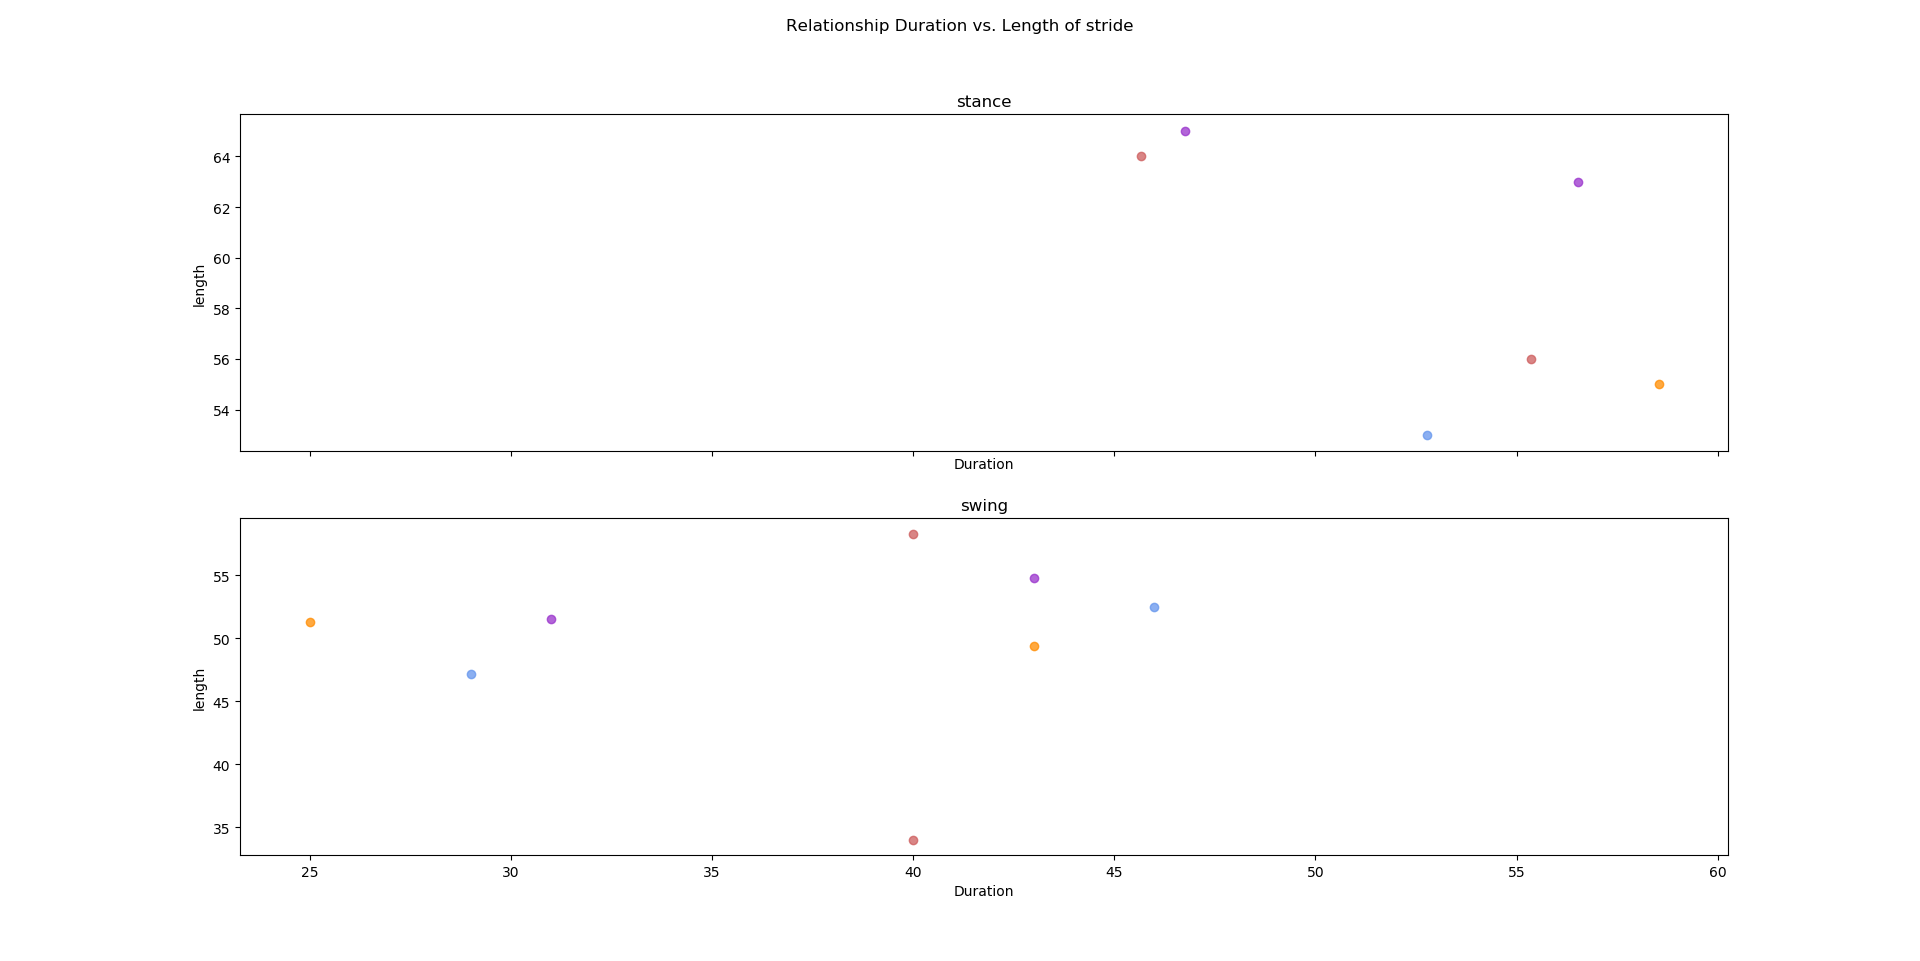 Relationship Duration vs. Length of stride
stance
64
62
60
58
56
54
length
Duration
swing
55
50
45
40
35
length
25 30 35 40 45 50 55 60
Duration